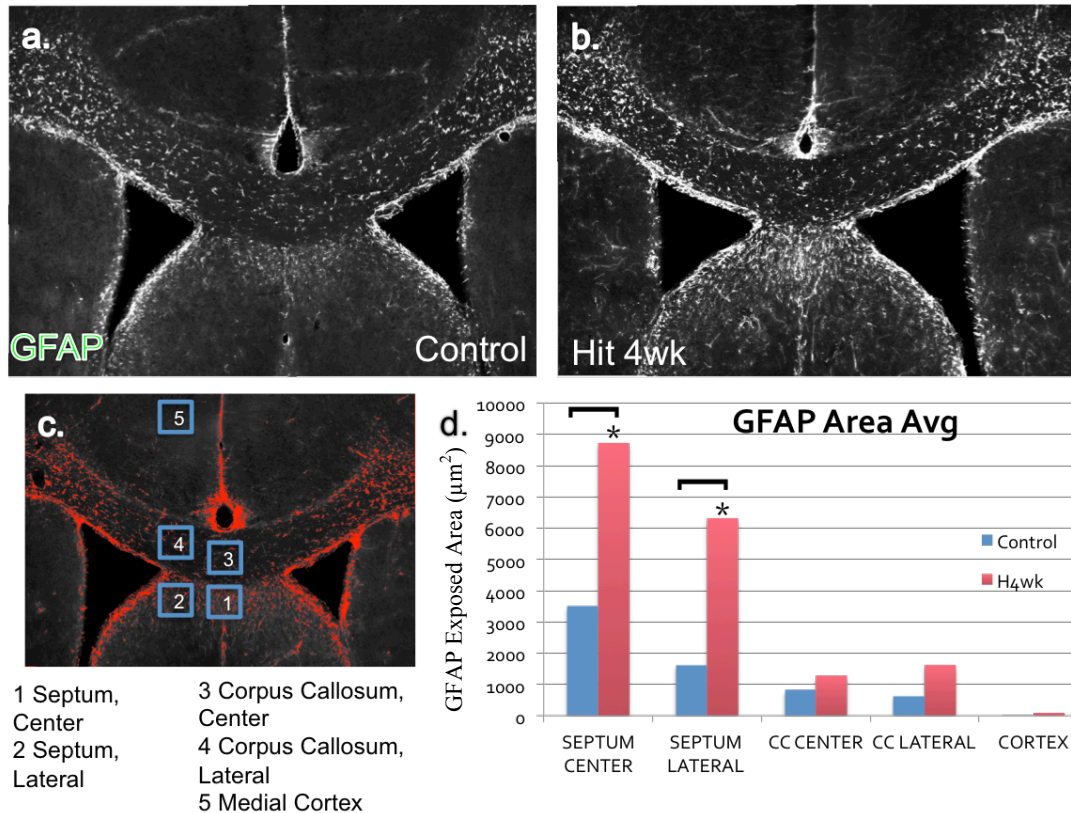 a.
GFAP
Control
b.
Hit 4wk
c.
5
4
3
2
1
1 Septum,
Center
2 Septum,
Lateral
3 Corpus Callosum,
Center
4 Corpus Callosum,
Lateral
5 Medial Cortex
d.
GFAP Area Avg
GFAP Exposed Area (µm²)
10000
9000
8000
7000
6000
5000
4000
3000
2000
1000
0
*
*
Control
H4wk
SEPTUM
CENTER
SEPTUM
LATERAL
CC CENTER
CC LATERAL
CORTEX